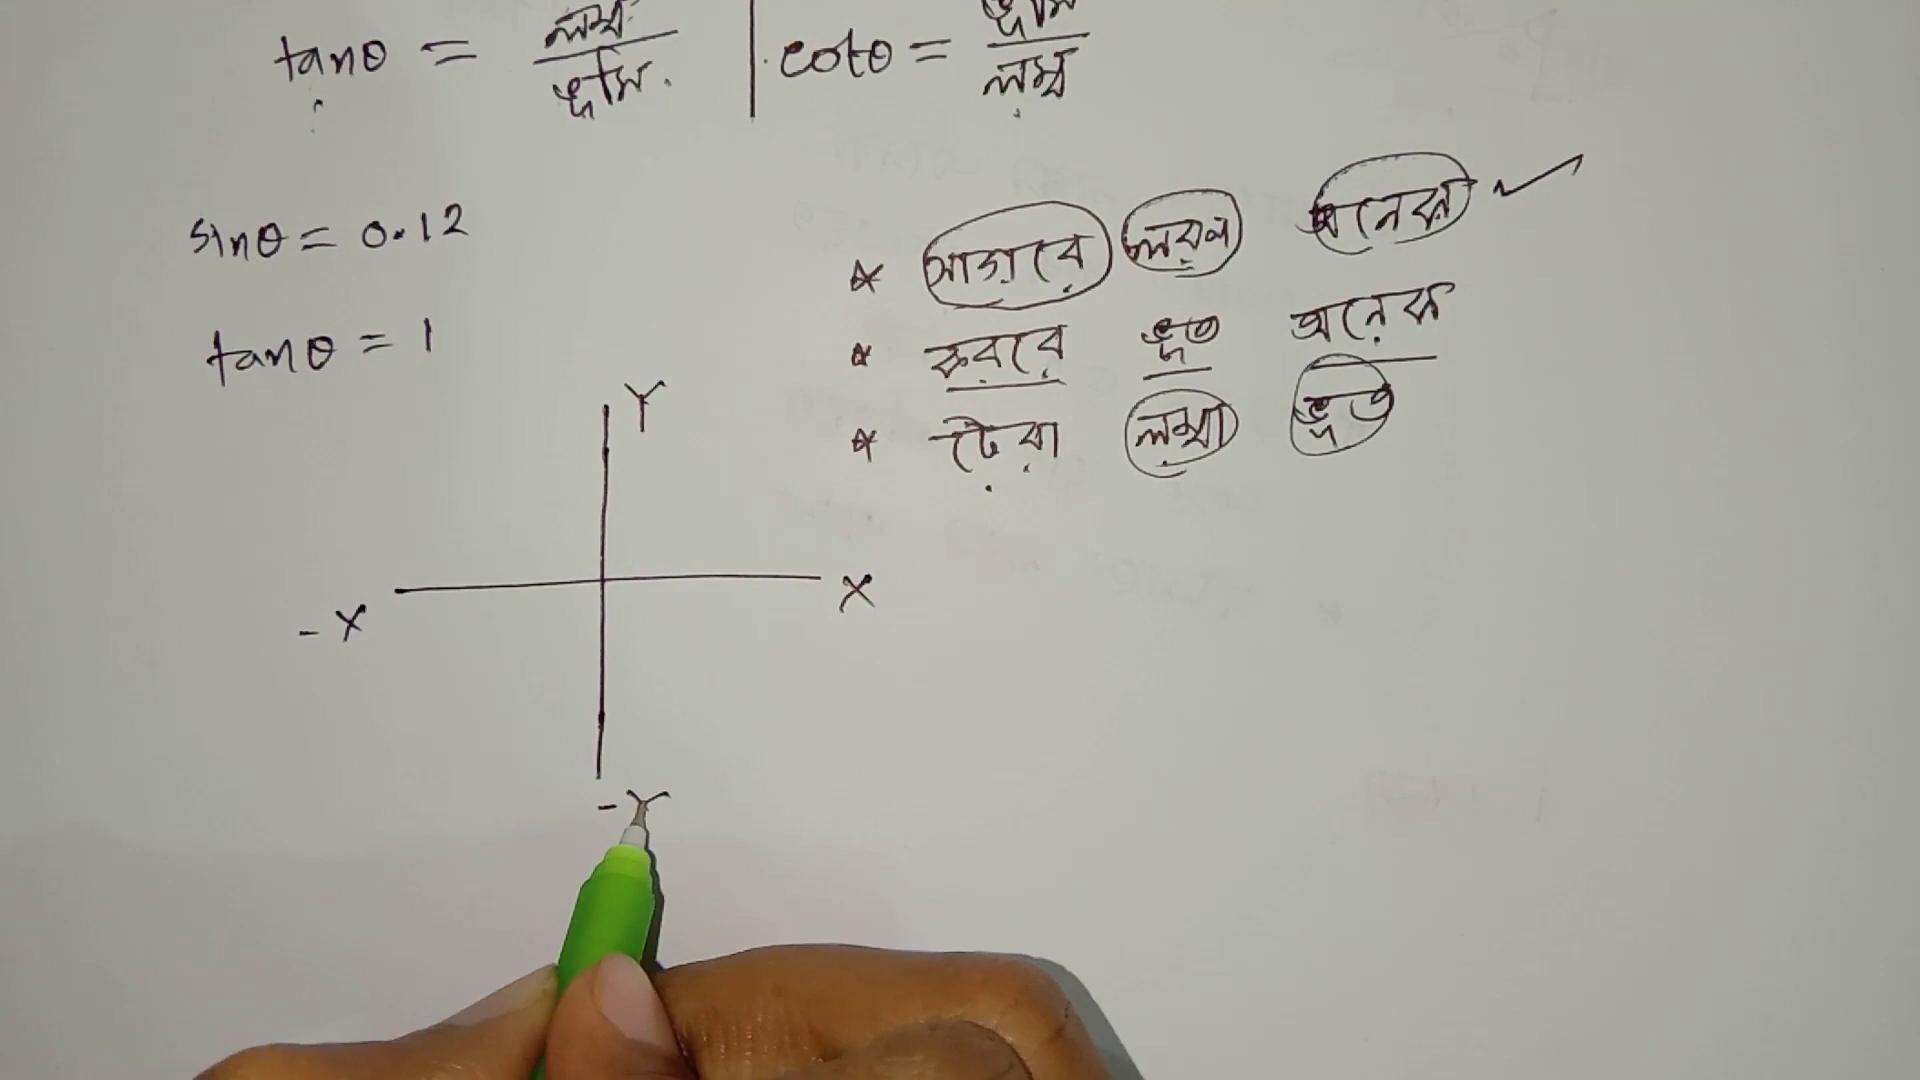 tanθ = লম্ব / ভূমি | cotθ = ভূমি / লম্ব
sinθ = 0.12
tanθ = 1
* সাগরে লবণ অনেক ✓
* কবরে ভূত অনেক
* টেরা লম্বা ভূত
Y
-X X
-Y